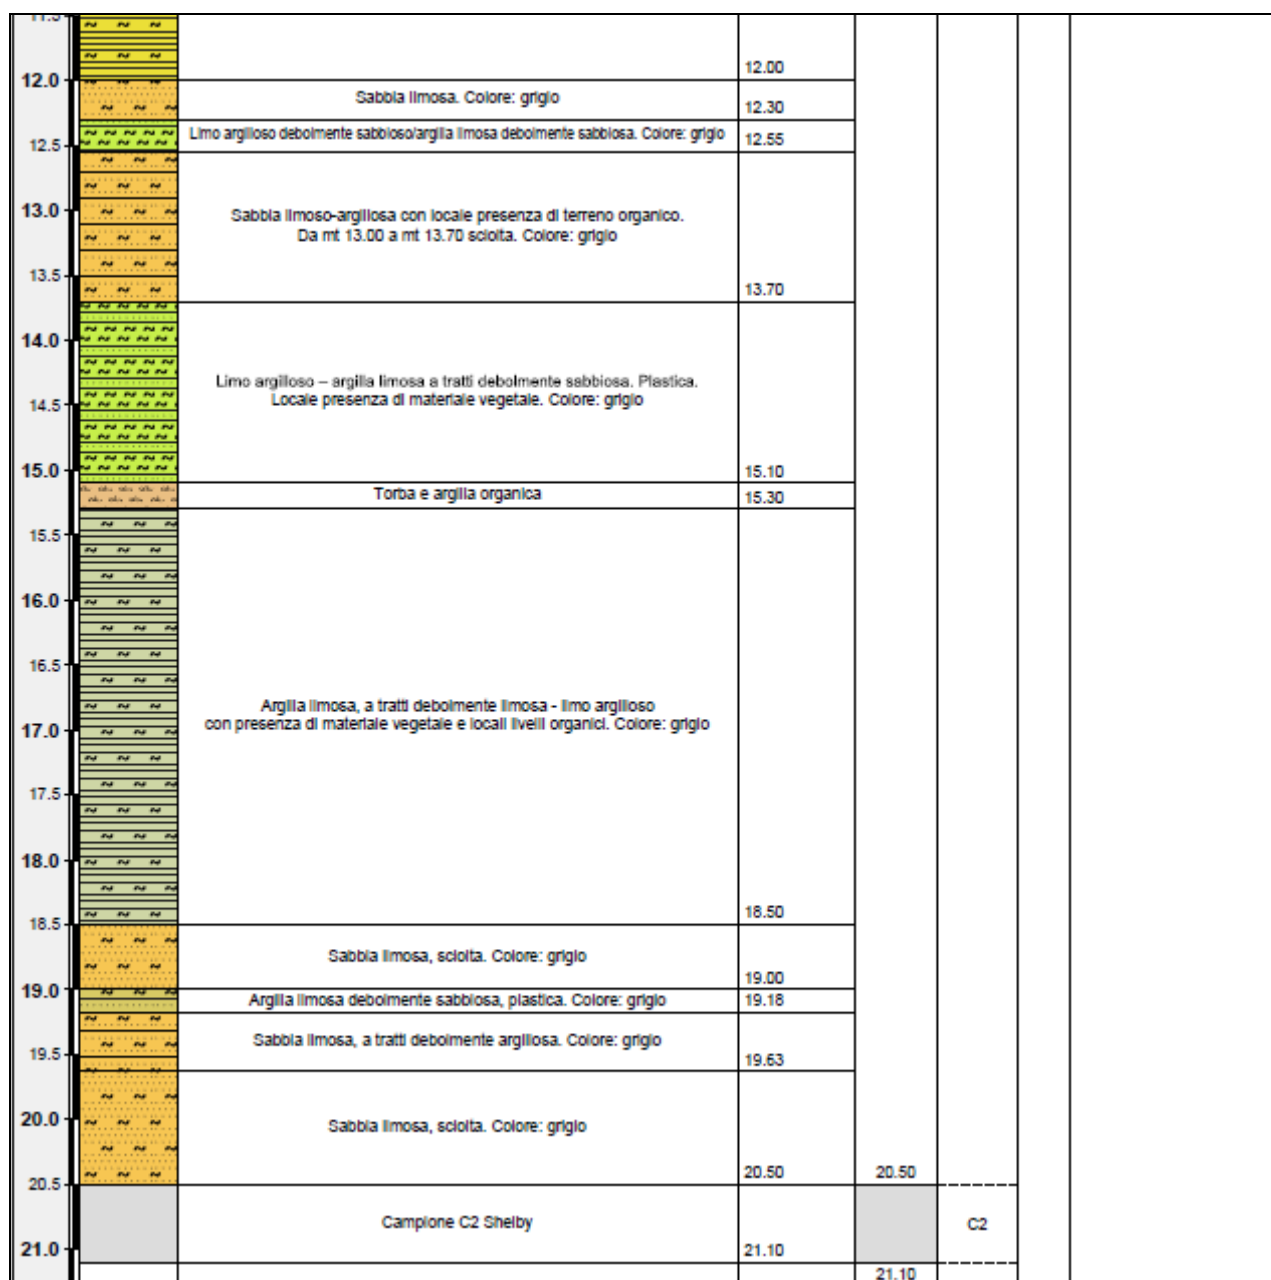 11.5
12.00
12.0
Sabbia limosa. Colore: grigio
12.30
Limo argilloso debolmente sabbioso/argilla limosa debolmente sabbiosa. Colore: grigio
12.55
12.5
13.0
Sabbia limoso-argillosa con locale presenza di terreno organico.
Da mt 13.00 a mt 13.70 sciolta. Colore: grigio
13.5
13.70
14.0
Limo argilloso – argilla limosa a tratti debolmente sabbiosa. Plastica.
Locale presenza di materiale vegetale. Colore: grigio
14.5
15.0
15.10
Torba e argilla organica
15.30
15.5
16.0
16.5
Argilla limosa, a tratti debolmente limosa - limo argilloso
con presenza di materiale vegetale e locali livelli organici. Colore: grigio
17.0
17.5
18.0
18.50
18.5
Sabbia limosa, sciolta. Colore: grigio
19.00
19.0
Argilla limosa debolmente sabbiosa, plastica. Colore: grigio
19.18
Sabbia limosa, a tratti debolmente argillosa. Colore: grigio
19.5
19.63
20.0
Sabbia limosa, sciolta. Colore: grigio
20.50
20.50
20.5
Campione C2 Shelby
C2
21.0
21.10
21.10